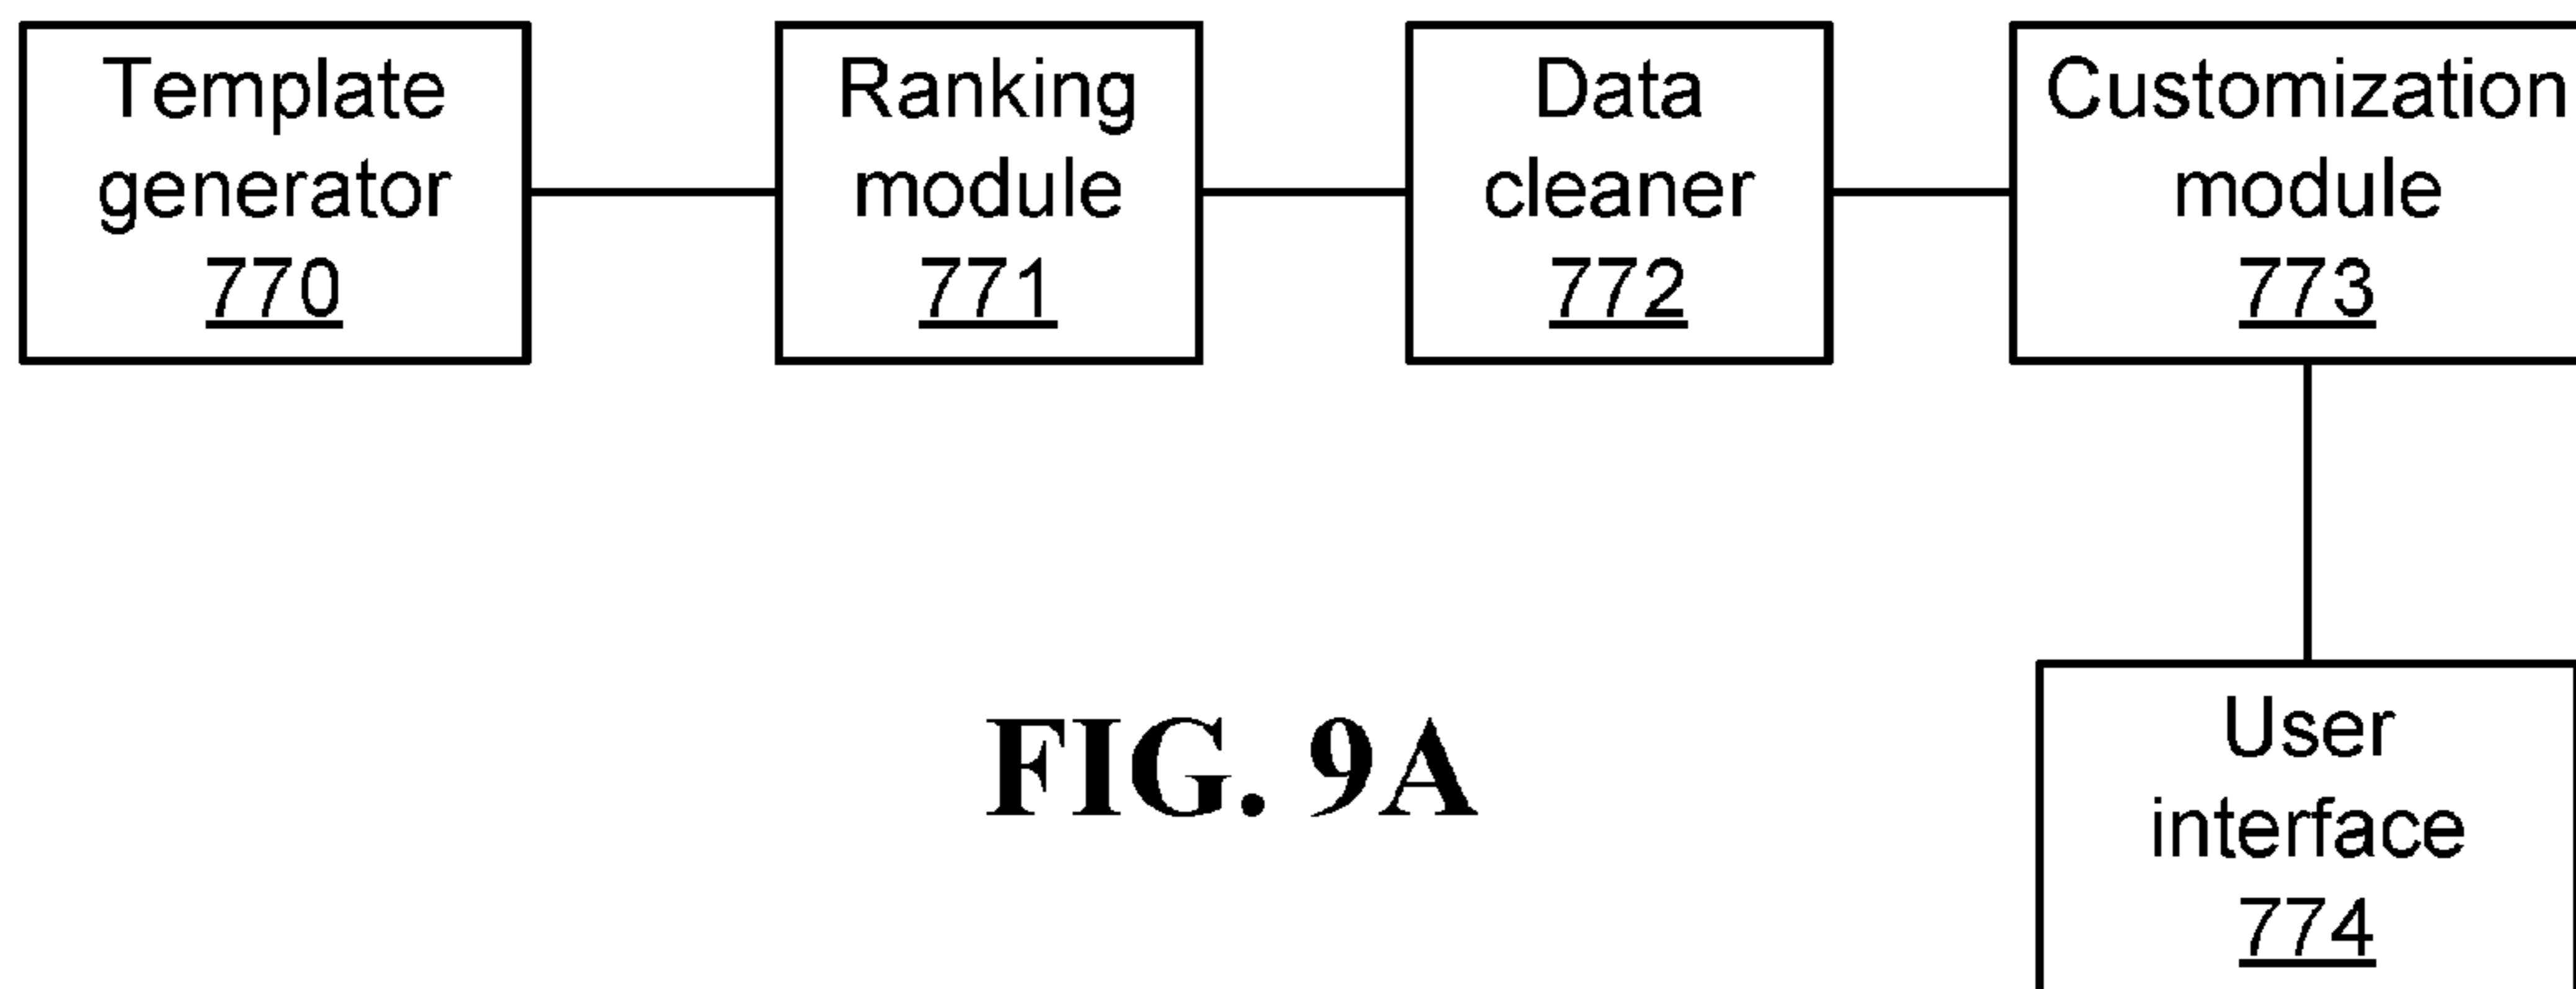 Template
generator
770
Ranking
module
771
Data
cleaner
772
Customization
module
773
User
interface
774
FIG. 9A